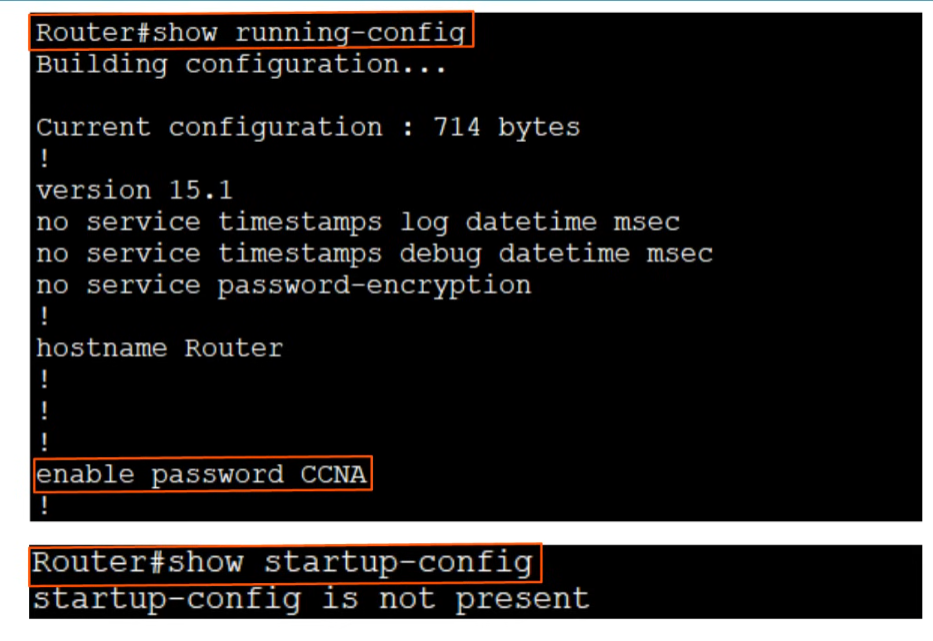 Router#show running-config
Building configuration...
Current configuration : 714 bytes
!
version 15.1
no service timestamps log datetime msec
no service timestamps debug datetime msec
no service password-encryption
!
hostname Router
!
!
!
enable password CCNA
!
Router#show startup-config
startup-config is not present